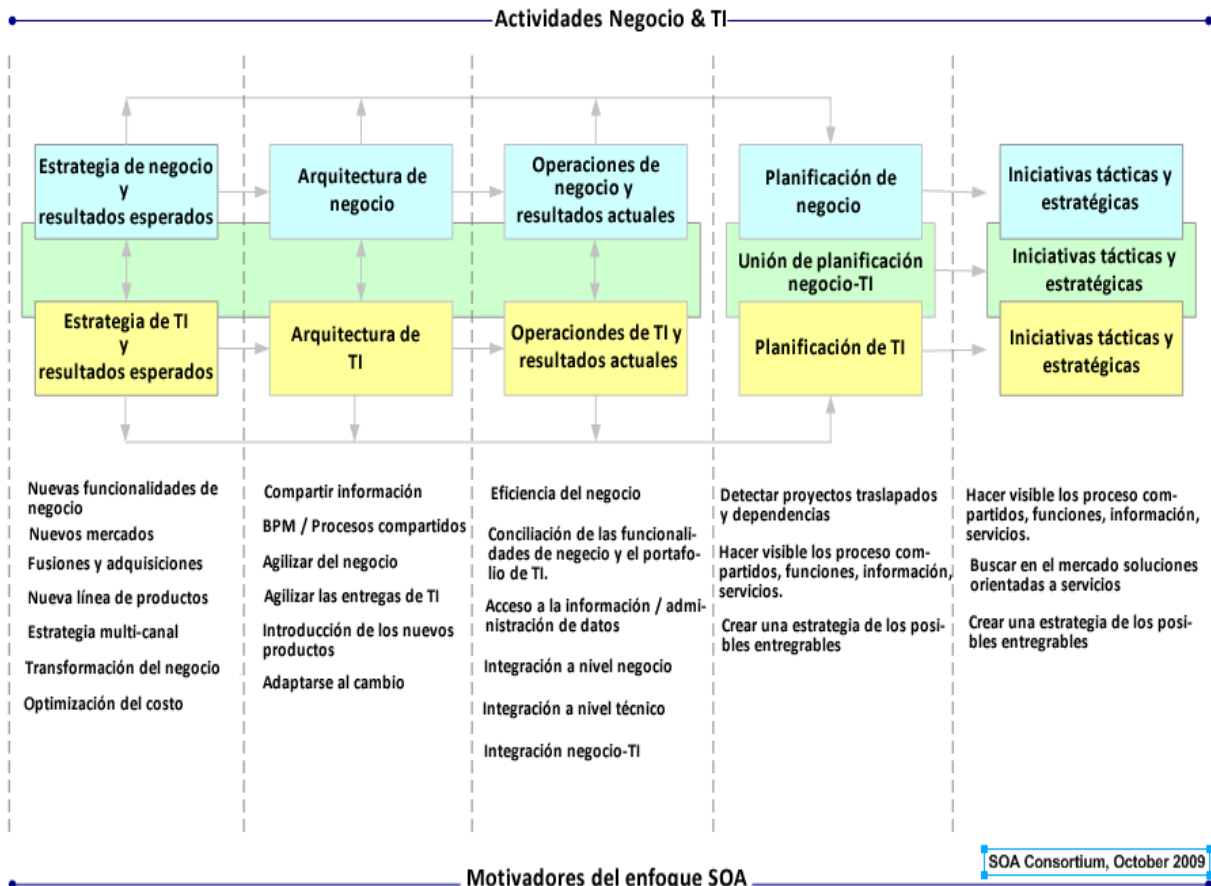 Actividades Negocio & TI
Estrategia de negocio
y
resultados esperados
Arquitectura de
negocio
Operaciones de
negocio y
resultados actuales
Planificación de
negocio
Iniciativas tácticas y
estratégicas
Unión de planificación
negocio-TI
Iniciativas tácticas y
estratégicas
Estrategia de TI
y
resultados esperados
Arquitectura de
TI
Operaciondes de TI y
resultados actuales
Planificación de TI
Iniciativas tácticas y
estratégicas
Nuevas funcionalidades de
negocio
Nuevos mercados
Fusiones y adquisiciones
Nueva línea de productos
Estrategia multi-canal
Transformación del negocio
Optimización del costo
Compartir información
BPM / Procesos compartidos
Agilizar del negocio
Agilizar las entregas de TI
Introducción de los nuevos
productos
Adaptarse al cambio
Eficiencia del negocio
Conciliación de las funcionali-
dades de negecio y el portafo-
lio de TI.
Acceso a la información / admi-
nistración de datos
Integración a nivel negocio
Integración a nivel técnico
Integración negocio-TI
Detectar proyectos traslapados
y dependencias
Hacer visible los proceso com-
partidos, funciones, información,
servicios.
Crear una estrategia de los posi-
bles entregrables
Hacer visible los proceso com-
partidos, funciones, información,
servicios.
Buscar en el mercado soluciones
orientadas a servicios
Crear una estrategia de los posi-
bles entregrables
SOA Consortium, October 2009
Motivadores del enfoque SOA